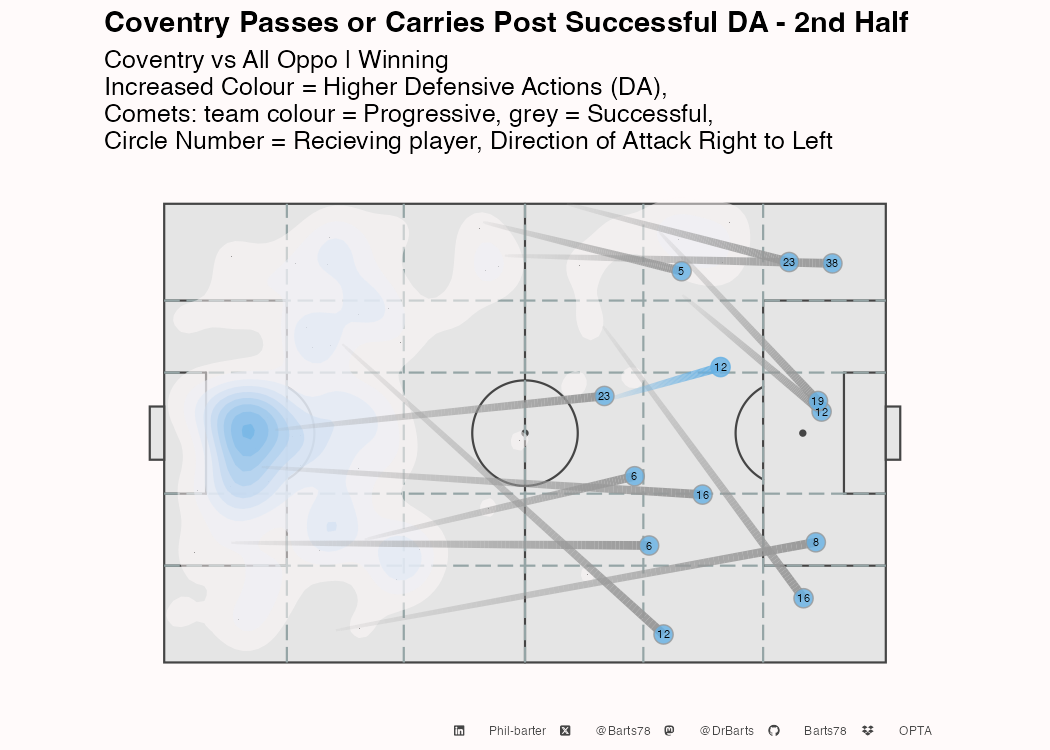 Coventry Passes or Carries Post Successful DA - 2nd Half
Coventry vs All Oppo | Winning
Increased Colour = Higher Defensive Actions (DA),
Comets: team colour = Progressive, grey = Successful,
Circle Number = Recieving player, Direction of Attack Right to Left
5
23
38
12
23
19
12
6
16
6
8
16
12
Phil-barter @Barts78 @DrBarts Barts78 OPTA